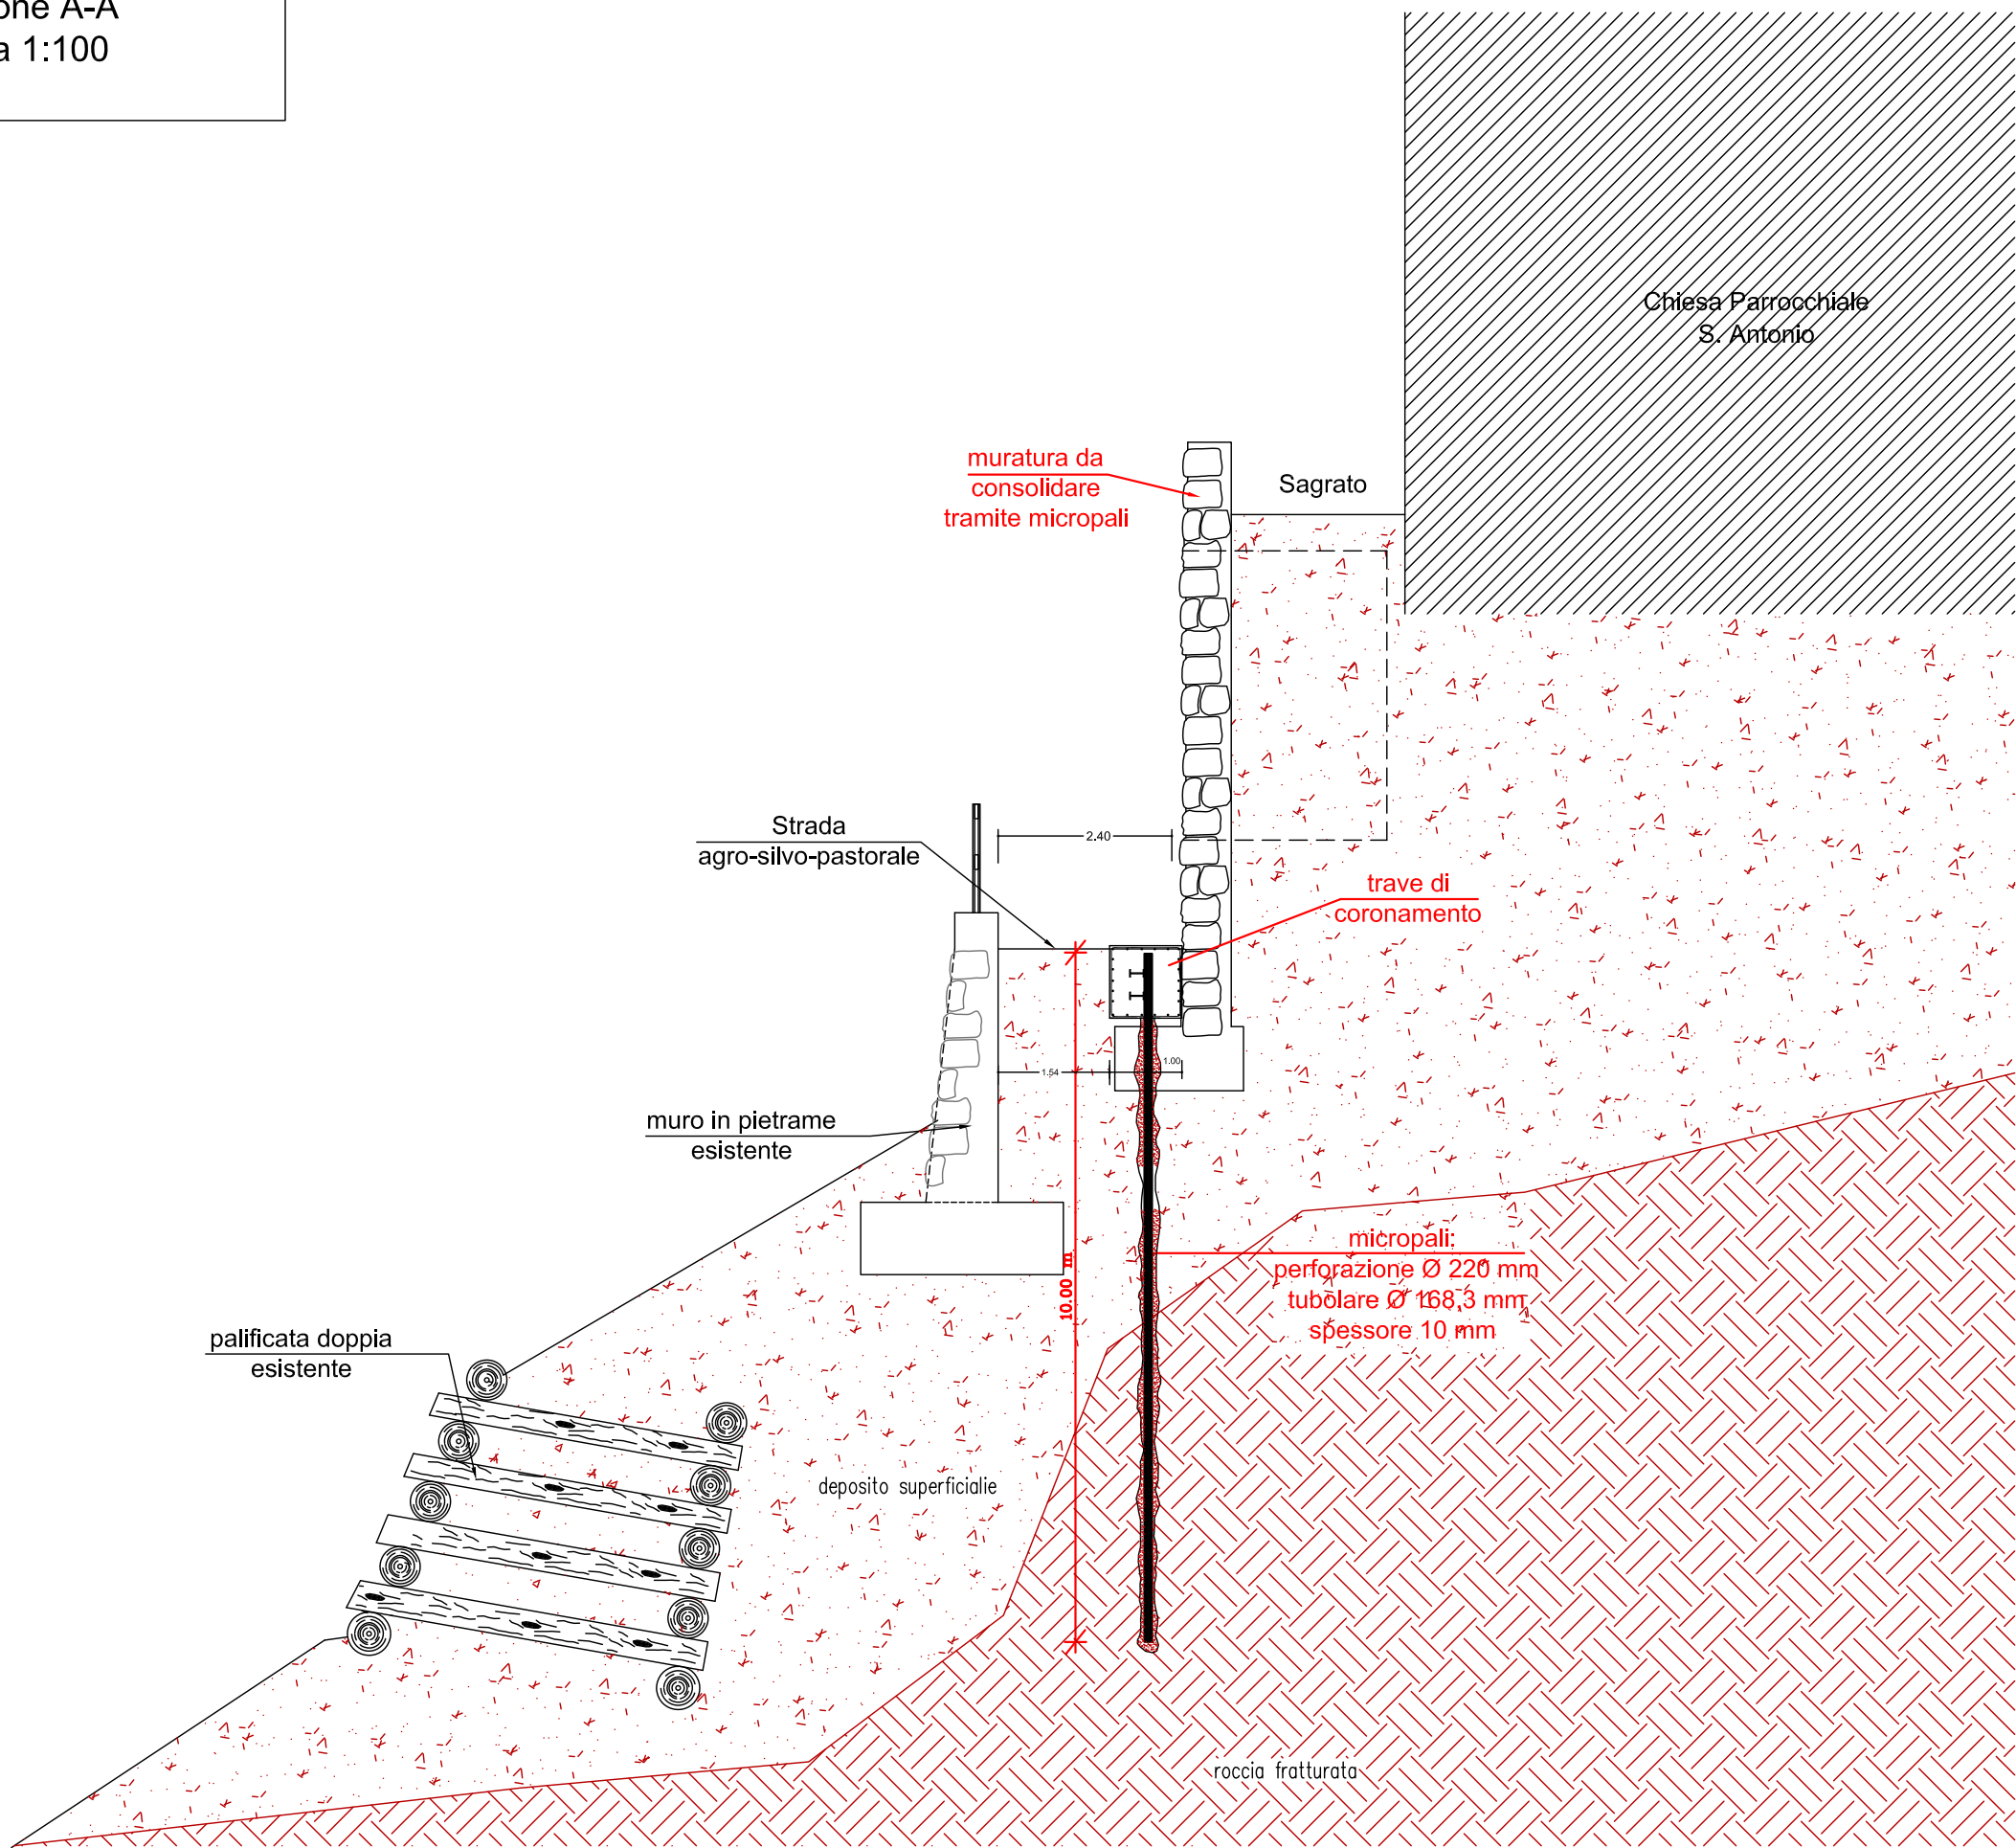 one A-A
a 1:100
Chiesa Parrocchiale
S. Antonio
muratura da
consolidare
tramite micropali
Sagrato
Strada
agro-silvo-pastorale
2.40
trave di
coronamento
1.54
1.00
muro in pietrame
esistente
10.00 m
micropali:
perforazione Ø 220 mm
tubolare Ø 168,3 mm
spessore 10 mm
palificata doppia
esistente
deposito superficialie
roccia fratturata